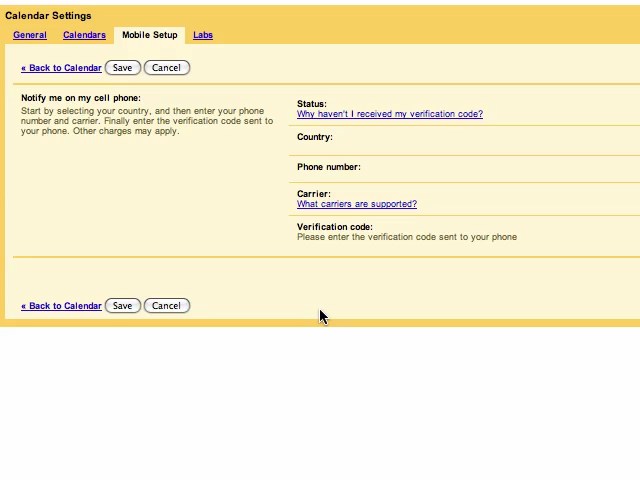 Calendar Settings
General Calendars Mobile Setup Labs
« Back to Calendar Save Cancel
Notify me on my cell phone:
Start by selecting your country, and then enter your phone
number and carrier. Finally enter the verification code sent to
your phone. Other charges may apply.
Status:
Why haven't I received my verification code?
Country:
Phone number:
Carrier:
What carriers are supported?
Verification code:
Please enter the verification code sent to your phone
« Back to Calendar Save Cancel